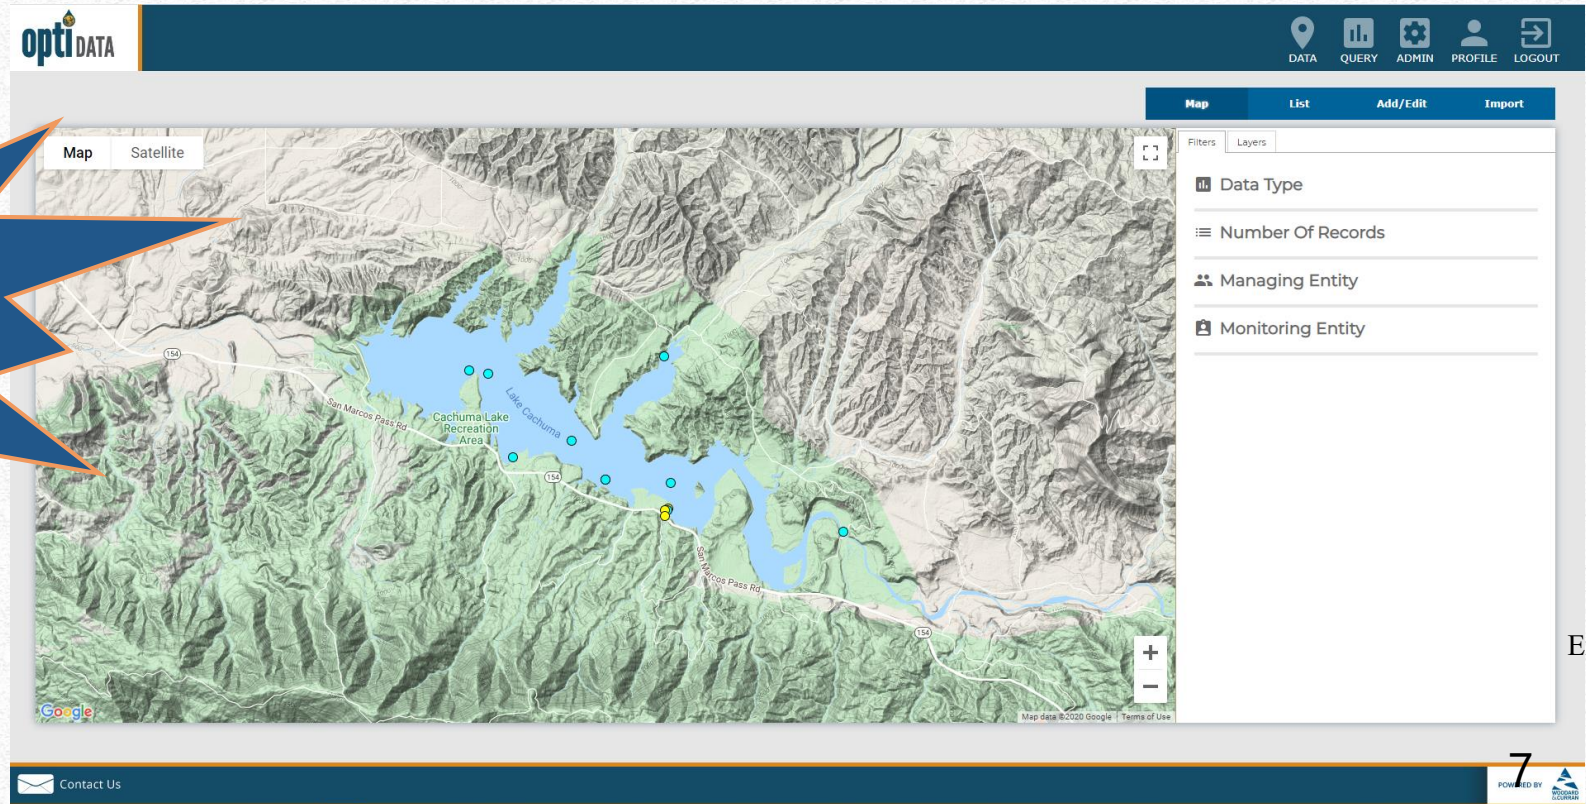 opti DATA
DATA QUERY ADMIN PROFILE LOGOUT
Map List Add/Edit Import
Map Satellite
Filters Layers
Data Type
Number Of Records
Managing Entity
Monitoring Entity
154
San Marcos Pass Rd
Cachuma Lake
Recreation
Area
Lake Cachuma
154
San Marcos Pass Rd
154
E
Google
Map data ©2020 Google Terms of Use
Contact Us
7
POWERED BY
WOODARD
& CURRAN